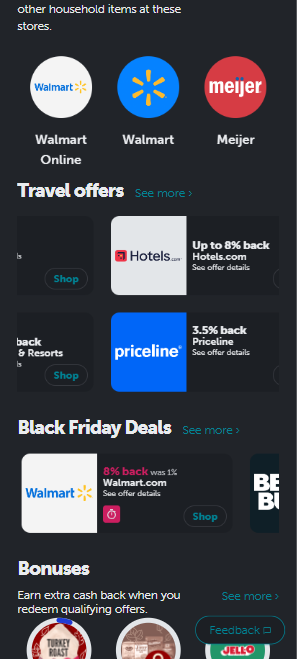 other household items at these
stores.
Walmart
meijer
Walmart
Online
Walmart
Meijer
Travel offers
See more ›
Shop
Hotels.com
Up to 8% back
Hotels.com
See offer details
back
& Resorts
Shop
priceline®
3.5% back
Priceline
See offer details
Black Friday Deals
See more ›
Walmart
8% back was 1%
Walmart.com
See offer details
Shop
BE
BU
Bonuses
Earn extra cash back when you
redeem qualifying offers.
See more ›
Feedback
TURKEY
ROAST
JELL-O